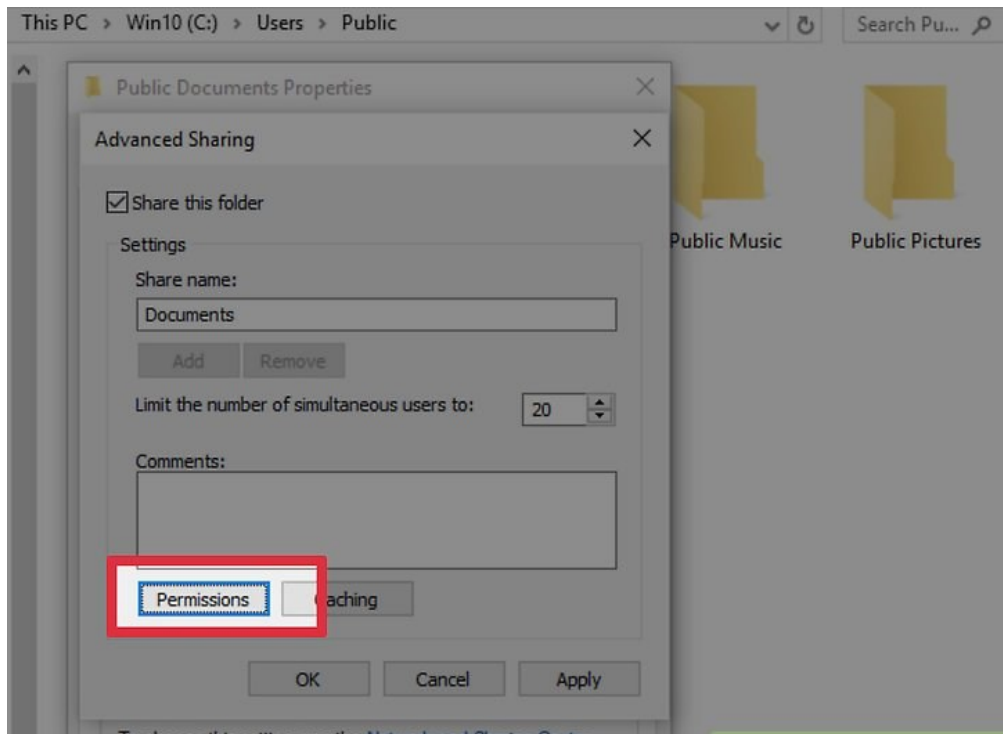 This PC > Win10 (C:) > Users > Public
Search Pu...
Public Documents Properties
Advanced Sharing
Share this folder
Settings
Share name:
Documents
Add Remove
Limit the number of simultaneous users to: 20
Comments:
Permissions
aching
OK Cancel Apply
Public Music
Public Pictures